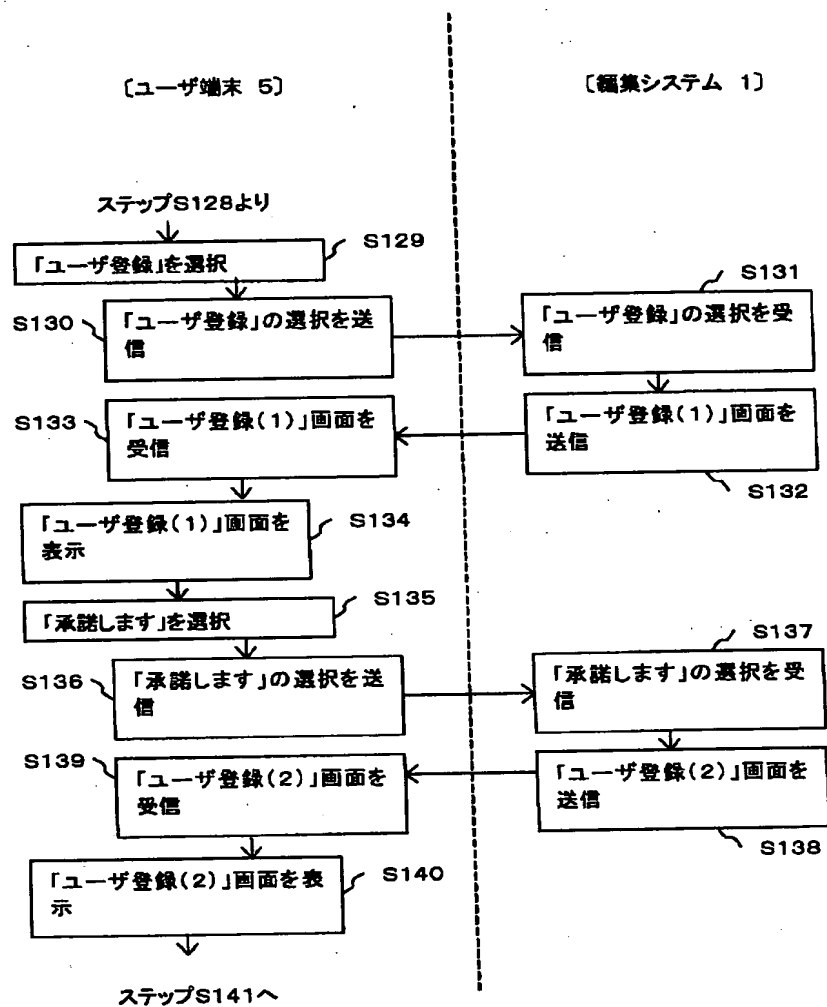 〔ユーザ端末 5〕
〔編集システム 1〕
ステップS128より
S129
「ユーザ登録」を選択
S130
「ユーザ登録」の選択を送
信
S131
「ユーザ登録」の選択を受
信
S133
「ユーザ登録(1)」画面を
受信
「ユーザ登録(1)」画面を
送信
S132
「ユーザ登録(1)」画面を
表示
S134
「承諾します」を選択
S135
S136
「承諾します」の選択を送
信
S137
「承諾します」の選択を受
信
S139
「ユーザ登録(2)」画面を
受信
「ユーザ登録(2)」画面を
送信
S138
「ユーザ登録(2)」画面を表
示
S140
ステップS141へ